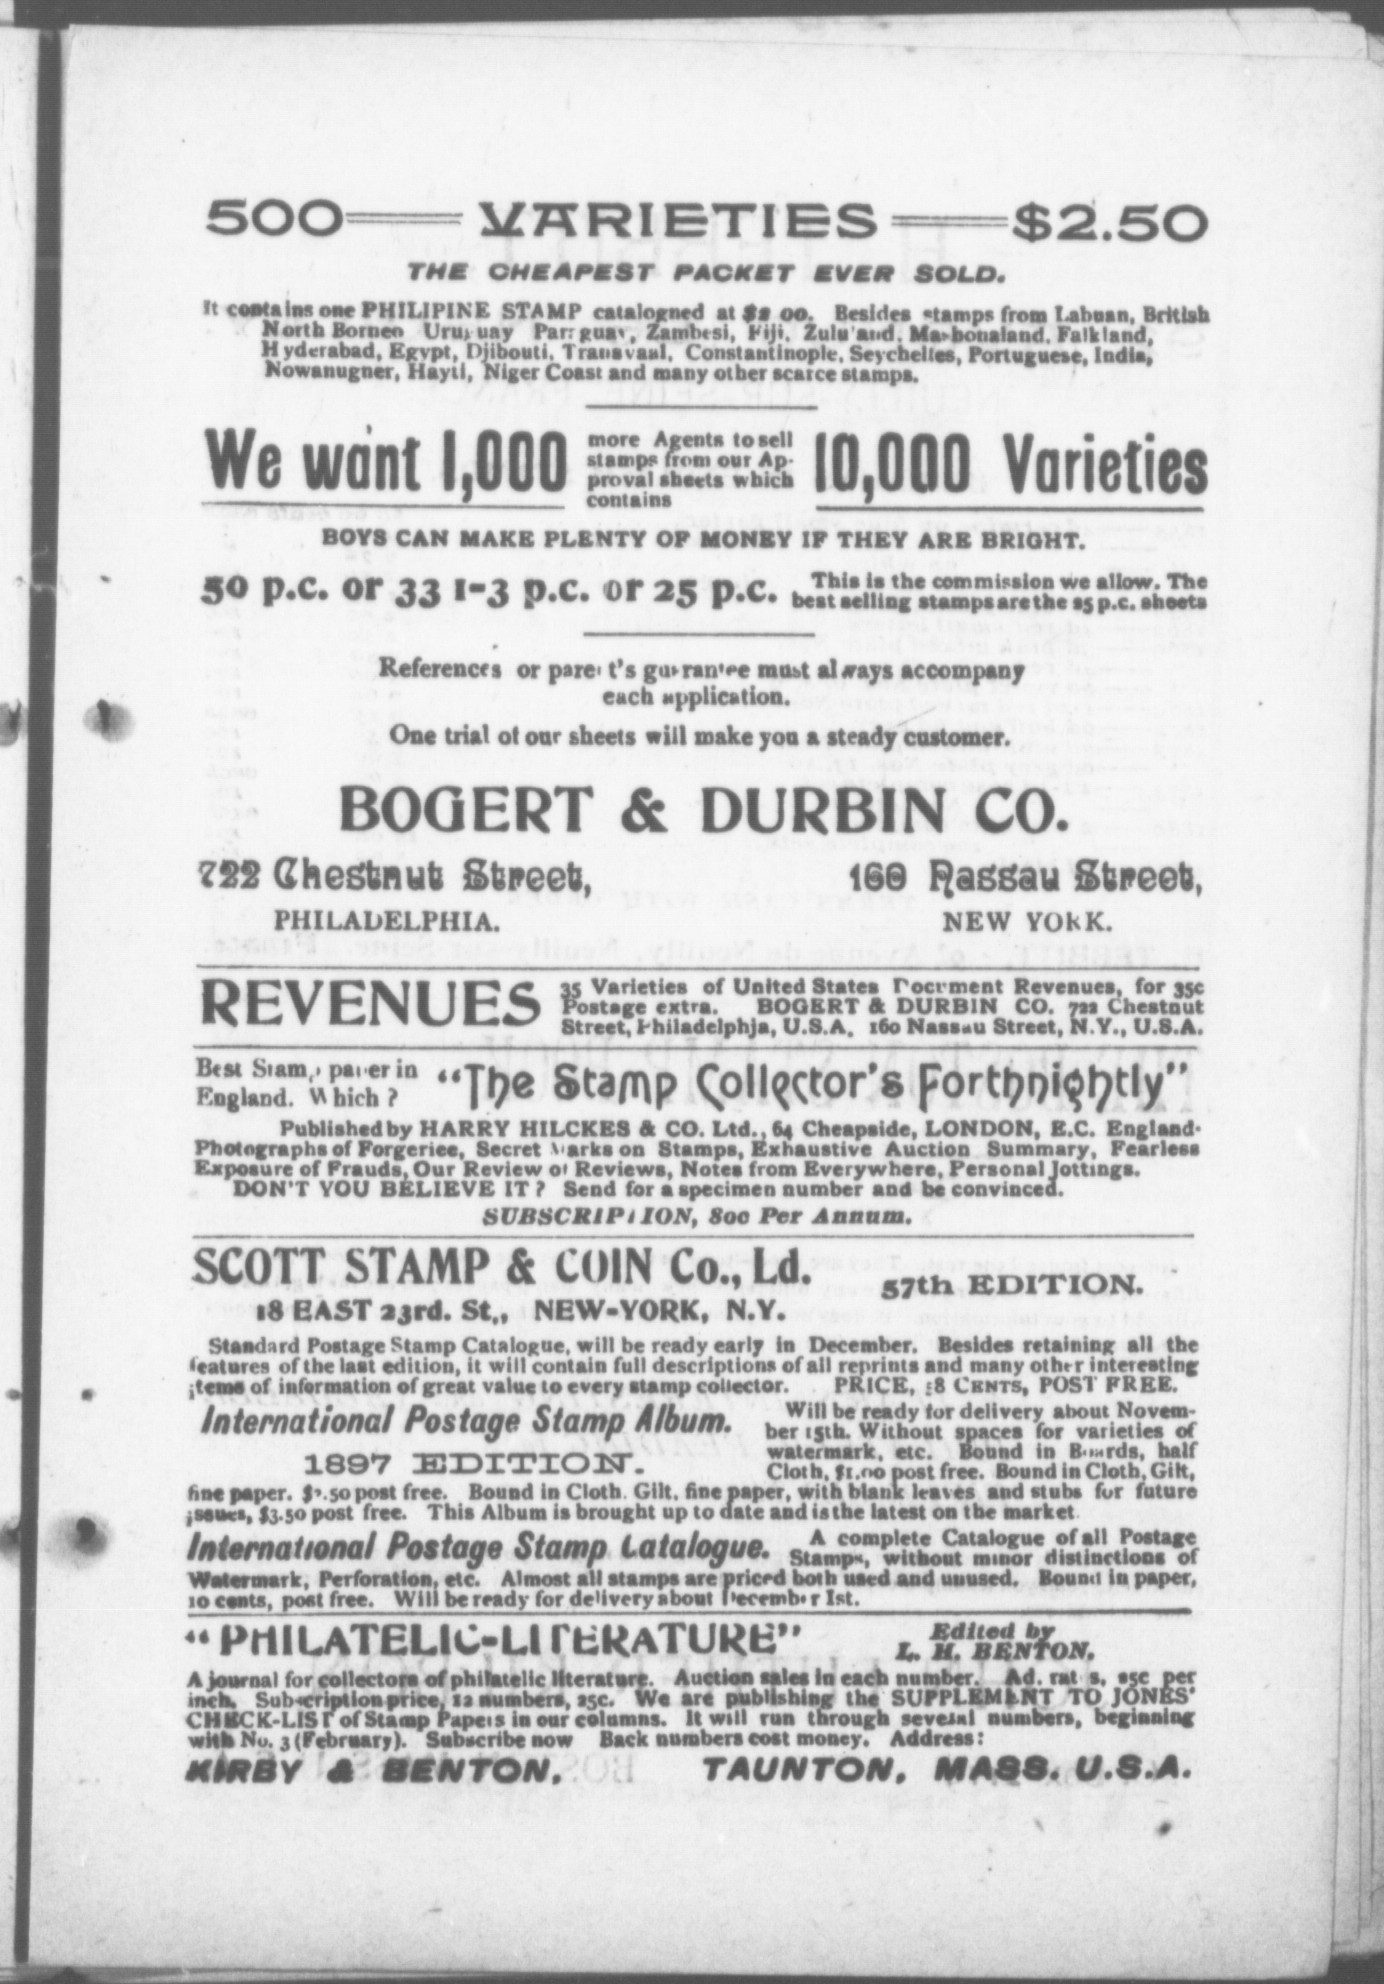 500 VARIETIES $2.50
THE CHEAPEST PACKET EVER SOLD.
It contains one PHILIPINE STAMP catalogned at $2 00. Besides stamps from Labuan, British
North Borneo Uruguay Parrguay, Zambesi, Fiji, Zulu'and, Mashonaland, Falkland,
Hyderabad, Egypt, Djibouti, Transvaal, Constantinople, Seychelles, Portuguese, India,
Nowanugner, Hayti, Niger Coast and many other scarce stamps.
We want 1,000
more Agents to sell
stamps from our Ap-
proval sheets which
contains
10,000 Varieties
BOYS CAN MAKE PLENTY OF MONEY IF THEY ARE BRIGHT.
50 p.c. or 33 1-3 p.c. or 25 p.c.
This is the commission we allow. The
best selling stamps are the 25 p.c. sheets
References or parent's guarantee must always accompany
each application.
One trial of our sheets will make you a steady customer.
BOGERT & DURBIN CO.
722 Chestnut Street,
PHILADELPHIA.
160 Nassau Street,
NEW YORK.
REVENUES
35 Varieties of United States Document Revenues, for 35c
Postage extra. BOGERT & DURBIN CO. 722 Chestnut
Street, Philadelphja, U.S.A. 160 Nassau Street, N.Y., U.S.A.
Best Stamp paper in
England. Which ?
"The Stamp Collector's Forthnightly"
Published by HARRY HILCKES & CO. Ltd., 64 Cheapside, LONDON, E.C. England.
Photographs of Forgeriee, Secret Marks on Stamps, Exhaustive Auction Summary, Fearless
Exposure of Frauds, Our Review of Reviews, Notes from Everywhere, Personal Jottings.
DON'T YOU BELIEVE IT ? Send for a specimen number and be convinced.
SUBSCRIPTION, 80c Per Annum.
SCOTT STAMP & COIN Co., Ld.
18 EAST 23rd. St., NEW-YORK, N.Y.
57th EDITION.
Standard Postage Stamp Catalogue, will be ready early in December. Besides retaining all the
features of the last edition, it will contain full descriptions of all reprints and many other interesting
items of information of great value to every stamp collector. PRICE, 58 CENTS, POST FREE.
International Postage Stamp Album.
1897 EDITION.
Will be ready for delivery about Novem-
ber 15th. Without spaces for varieties of
watermark, etc. Bound in Boards, half
Cloth, $1.00 post free. Bound in Cloth, Gilt,
fine paper. $2.50 post free. Bound in Cloth. Gilt, fine paper, with blank leaves and stubs for future
issues, $3.50 post free. This Album is brought up to date and is the latest on the market.
International Postage Stamp Catalogue.
A complete Catalogue of all Postage
Stamps, without minor distinctions of
Watermark, Perforation, etc. Almost all stamps are priced both used and unused. Bound in paper,
10 cents, post free. Will be ready for delivery about December 1st.
"PHILATELIC-LITERATURE"
Edited by
L. H. BENTON.
A journal for collectors of philatelic literature. Auction sales in each number. Ad. rates, 25c per
inch. Subscription price, 12 numbers, 25c. We are publishing the SUPPLEMENT TO JONES'
CHECK-LIST of Stamp Papers in our columns. It will run through several numbers, beginning
with No. 3 (February). Subscribe now Back numbers cost money. Address:
KIRBY & BENTON, TAUNTON, MASS. U.S.A.